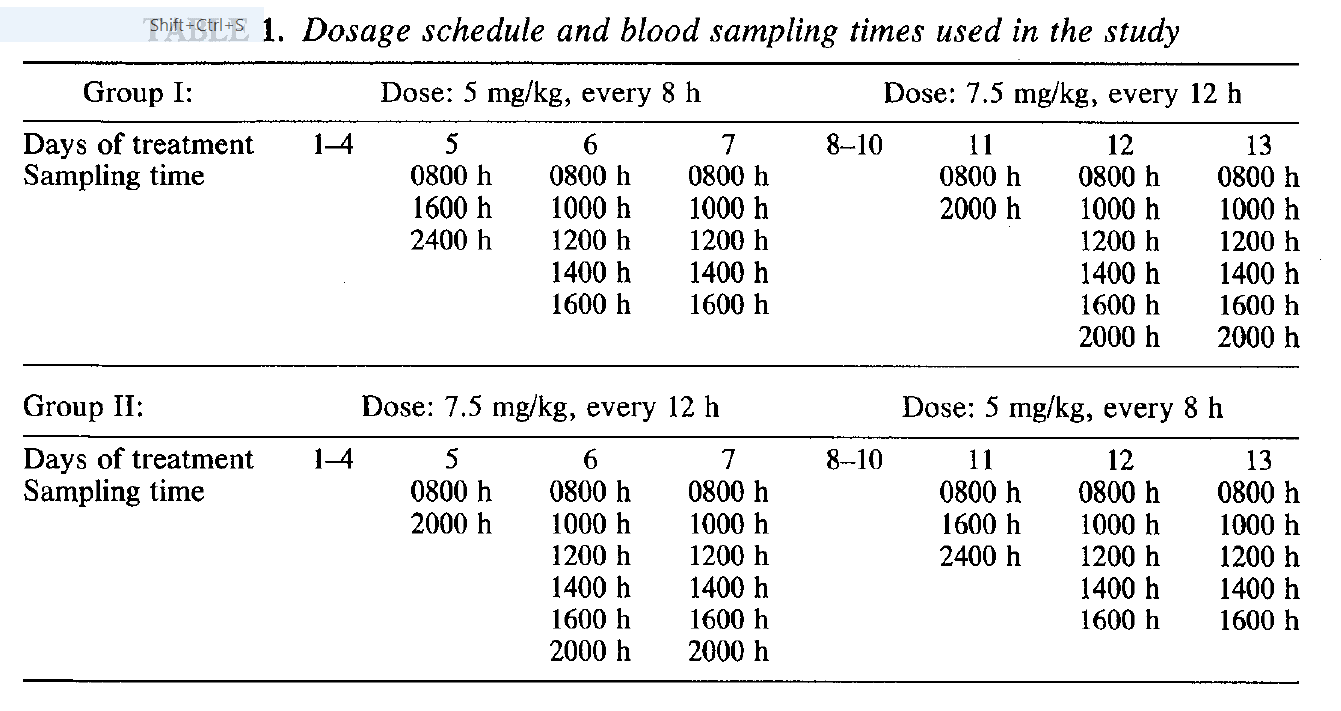 Shift+Ctrl+S
TABLE 1. Dosage schedule and blood sampling times used in the study
Group I: Dose: 5 mg/kg, every 8 h Dose: 7.5 mg/kg, every 12 h
Days of treatment 1–4 5 6 7 8–10 11 12 13
Sampling time 0800 h 0800 h 0800 h 0800 h 0800 h 0800 h
1600 h 1000 h 1000 h 2000 h 1000 h 1000 h
2400 h 1200 h 1200 h 1200 h 1200 h
1400 h 1400 h 1400 h 1400 h
1600 h 1600 h 1600 h 1600 h
2000 h 2000 h
Group II: Dose: 7.5 mg/kg, every 12 h Dose: 5 mg/kg, every 8 h
Days of treatment 1–4 5 6 7 8–10 11 12 13
Sampling time 0800 h 0800 h 0800 h 0800 h 0800 h 0800 h
2000 h 1000 h 1000 h 1600 h 1000 h 1000 h
1200 h 1200 h 2400 h 1200 h 1200 h
1400 h 1400 h 1400 h 1400 h
1600 h 1600 h 1600 h 1600 h
2000 h 2000 h